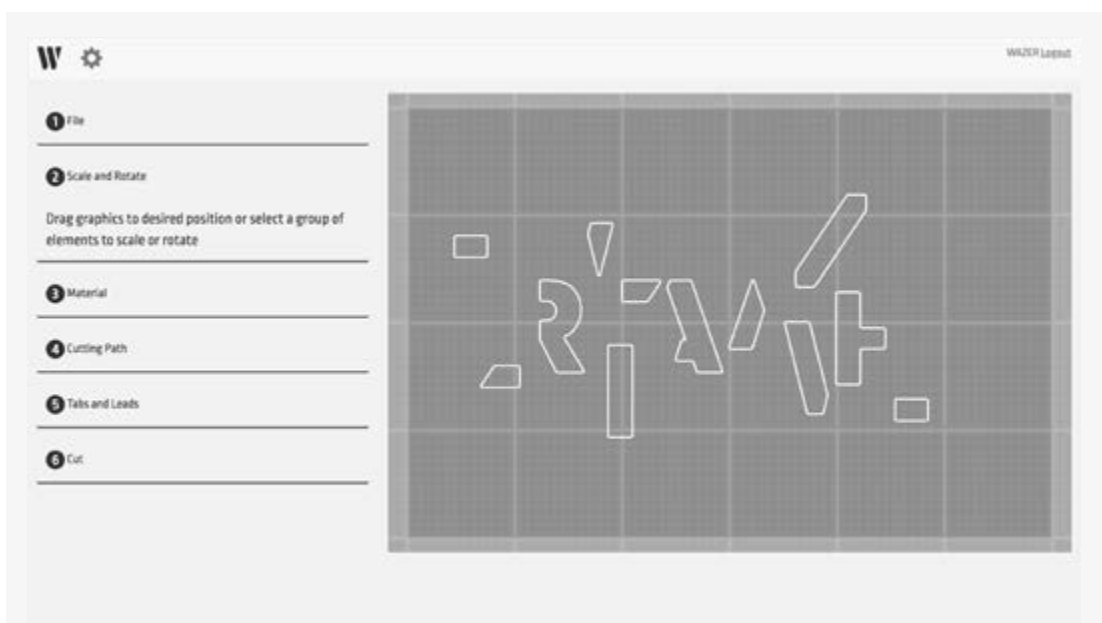 W
WAZER Logout
1 File
2 Scale and Rotate
Drag graphics to desired position or select a group of
elements to scale or rotate
3 Material
4 Cutting Path
5 Tabs and Leads
6 Cut